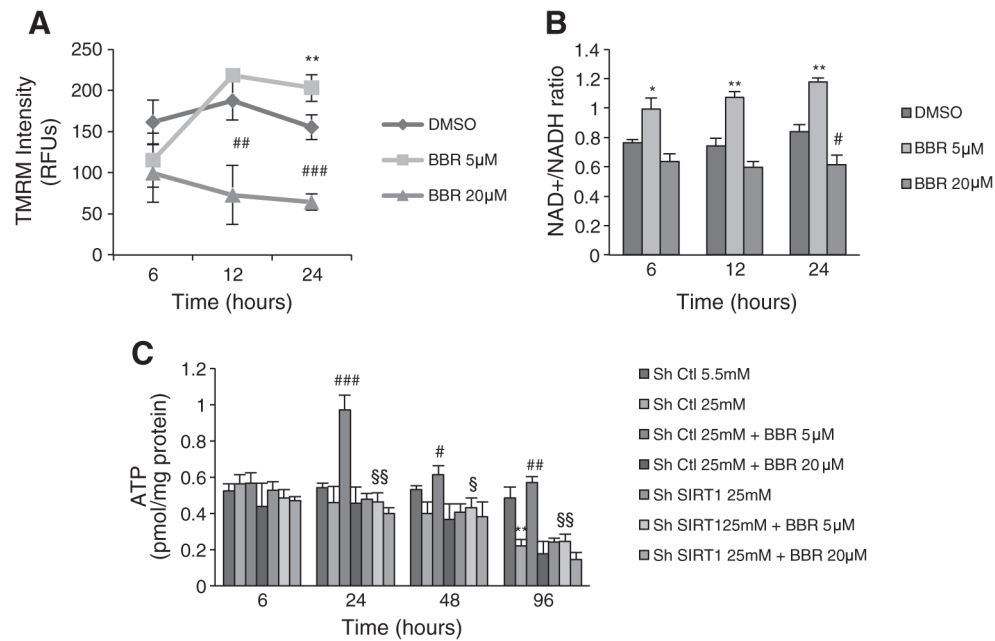 A
TMRM Intensity
(RFUs)
250
200
150
100
50
0
**
##
###
6 12 24
Time (hours)
DMSO
BBR 5µM
BBR 20µM
B
NAD+/NADH ratio
1.4
1.2
1
0.8
0.6
0.4
0.2
0
*
**
**
#
6 12 24
Time (hours)
DMSO
BBR 5µM
BBR 20µM
C
ATP
(pmol/mg protein)
1.2
1
0.8
0.6
0.4
0.2
0
###
§§
#
§
**
##
§§
6 24 48 96
Time (hours)
Sh Ctl 5.5mM
Sh Ctl 25mM
Sh Ctl 25mM + BBR 5µM
Sh Ctl 25mM + BBR 20µM
Sh SIRT1 25mM
Sh SIRT125mM + BBR 5µM
Sh SIRT1 25mM + BBR 20µM